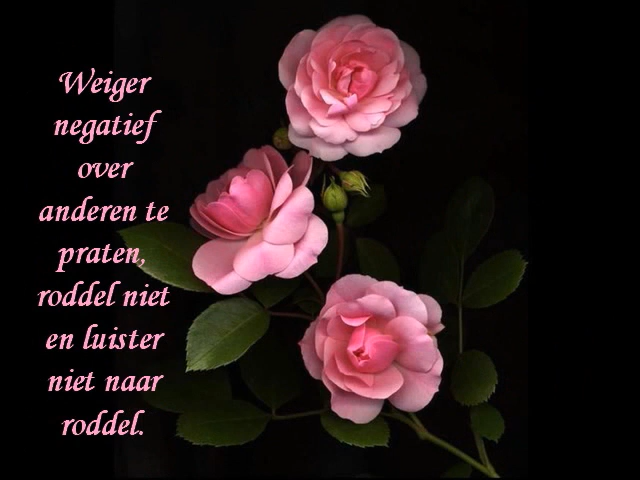 Weiger
negatief
over
anderen te
praten,
roddel niet
en luister
niet naar
roddel.